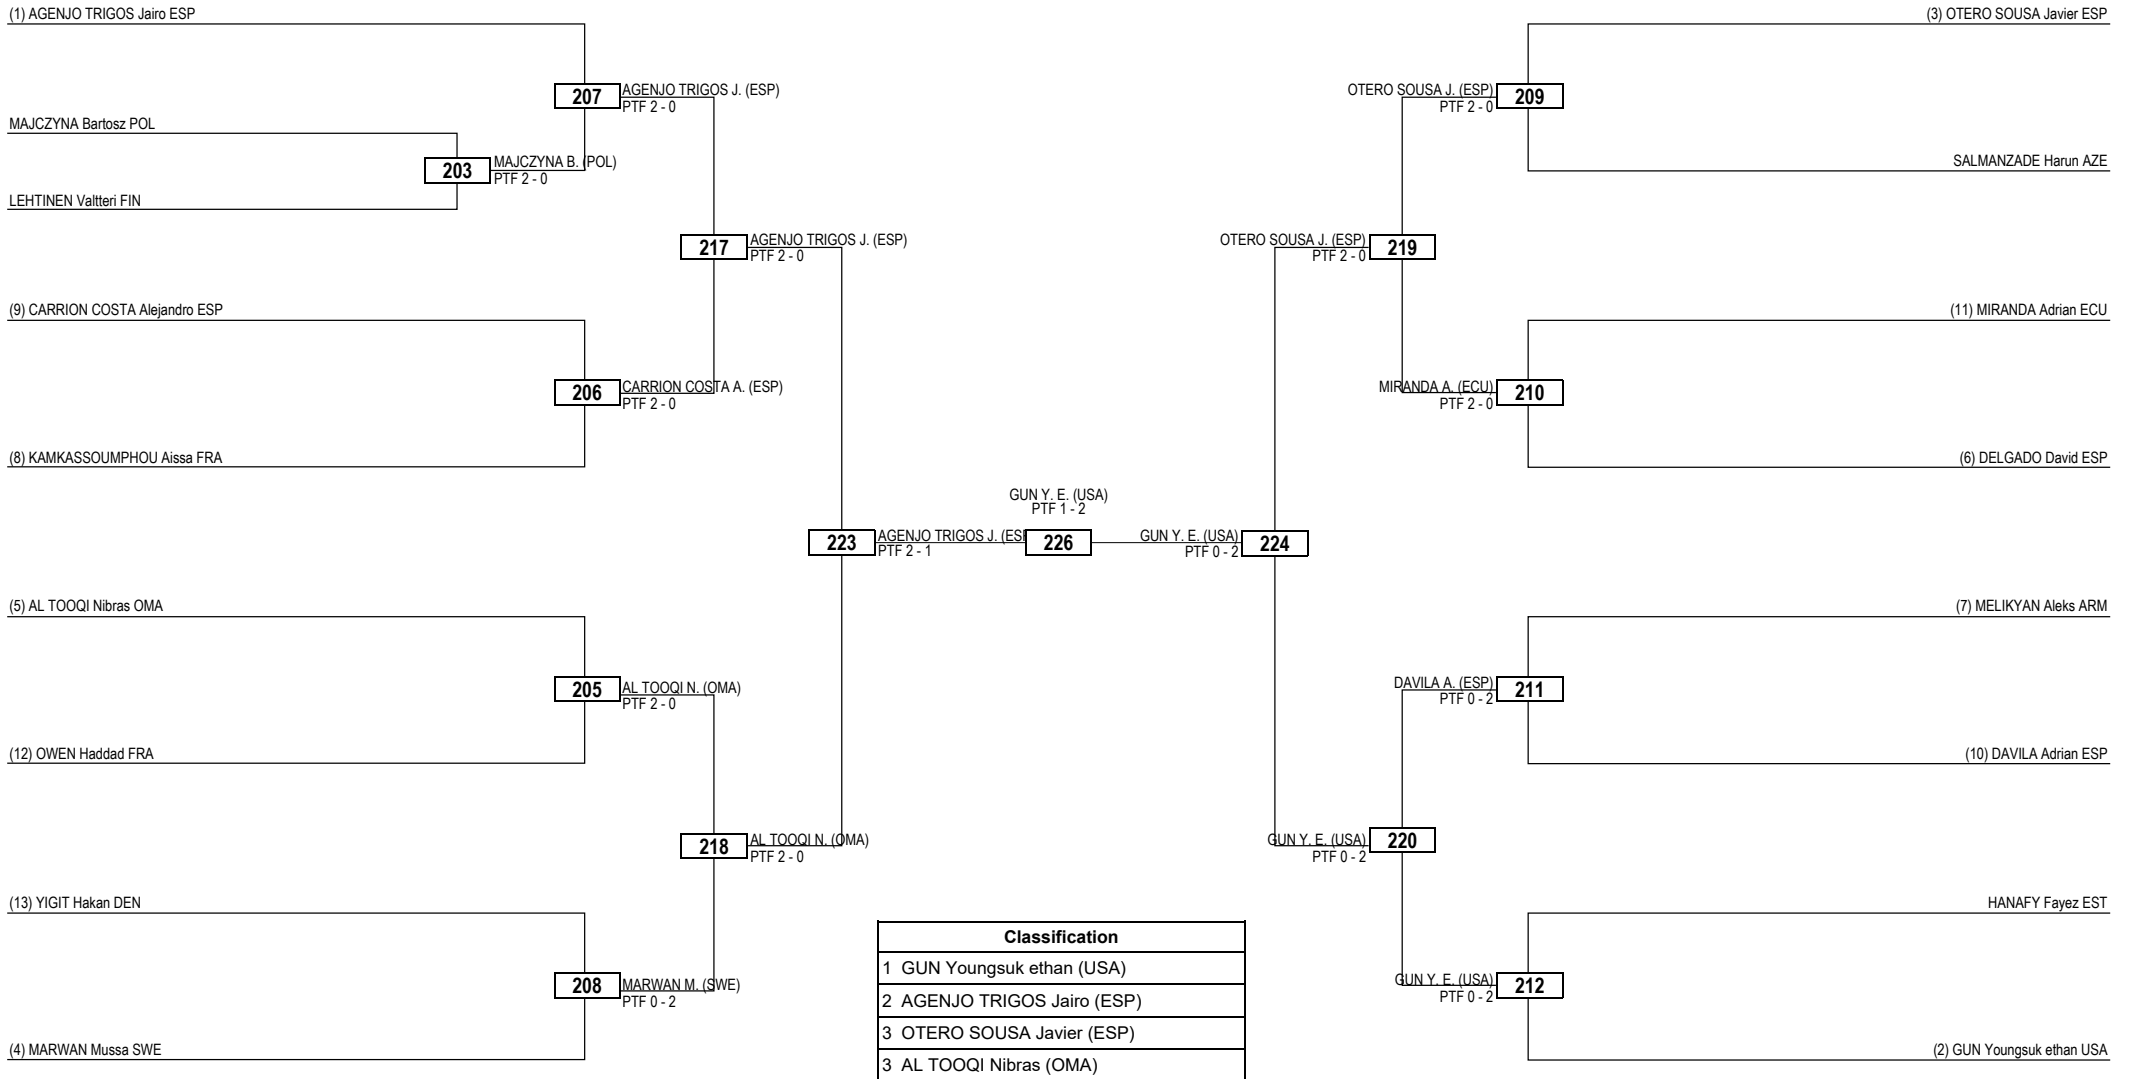 (1) AGENJO TRIGOS Jairo ESP
207
AGENJO TRIGOS J. (ESP)
PTF 2 - 0
MAJCZYNA Bartosz POL
203
MAJCZYNA B. (POL)
PTF 2 - 0
LEHTINEN Valtteri FIN
217
AGENJO TRIGOS J. (ESP)
PTF 2 - 0
(9) CARRION COSTA Alejandro ESP
206
CARRION COSTA A. (ESP)
PTF 2 - 0
(8) KAMKASSOUMPHOU Aissa FRA
223
AGENJO TRIGOS J. (ESP
PTF 2 - 1
(5) AL TOOQI Nibras OMA
205
AL TOOQI N. (OMA)
PTF 2 - 0
(12) OWEN Haddad FRA
218
AL TOOQI N. (OMA)
PTF 2 - 0
(13) YIGIT Hakan DEN
208
MARWAN M. (SWE)
PTF 0 - 2
(4) MARWAN Mussa SWE
GUN Y. E. (USA)
PTF 1 - 2
226
(3) OTERO SOUSA Javier ESP
OTERO SOUSA J. (ESP)
PTF 2 - 0
209
SALMANZADE Harun AZE
OTERO SOUSA J. (ESP)
PTF 2 - 0
219
(11) MIRANDA Adrian ECU
MIRANDA A. (ECU)
PTF 2 - 0
210
(6) DELGADO David ESP
GUN Y. E. (USA)
PTF 0 - 2
224
(7) MELIKYAN Aleks ARM
DAVILA A. (ESP)
PTF 0 - 2
211
(10) DAVILA Adrian ESP
GUN Y. E. (USA)
PTF 0 - 2
220
HANAFY Fayez EST
GUN Y. E. (USA)
PTF 0 - 2
212
(2) GUN Youngsuk ethan USA
Classification
1 GUN Youngsuk ethan (USA)
2 AGENJO TRIGOS Jairo (ESP)
3 OTERO SOUSA Javier (ESP)
3 AL TOOQI Nibras (OMA)